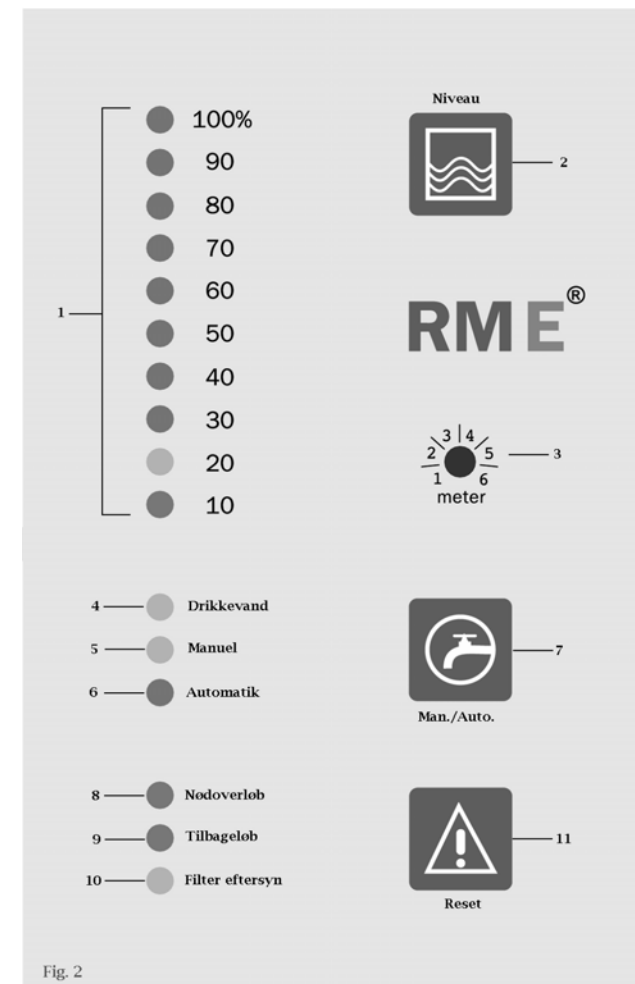 Niveau
100%
90
80
70
60
50
40
30
20
10
1
2
RME®
3 4
2 5
1 6
meter
3
4 Drikkevand
5 Manuel
6 Automatik
7
Man./Auto.
8 Nødoverløb
9 Tilbageløb
10 Filter eftersyn
11
Reset
Fig. 2